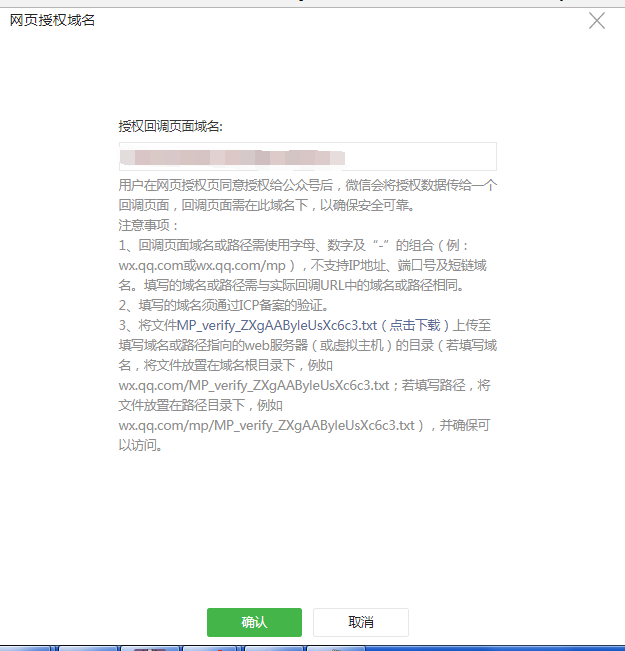 网页授权域名
授权回调页面域名:
用户在网页授权页同意授权给公众号后，微信会将授权数据传给一个
回调页面，回调页面需在此域名下，以确保安全可靠。
注意事项：
1、回调页面域名或路径需使用字母、数字及“-”的组合（例：
wx.qq.com或wx.qq.com/mp），不支持IP地址、端口号及短链域
名。填写的域名或路径需与实际回调URL中的域名或路径相同。
2、填写的域名须通过ICP备案的验证。
3、将文件MP_verify_ZXgAAByleUsXc6c3.txt（点击下载）上传至
填写域名或路径指向的web服务器（或虚拟主机）的目录（若填写域
名，将文件放置在域名根目录下，例如
wx.qq.com/MP_verify_ZXgAAByleUsXc6c3.txt；若填写路径，将
文件放置在路径目录下，例如
wx.qq.com/mp/MP_verify_ZXgAAByleUsXc6c3.txt），并确保可
以访问。
确认
取消